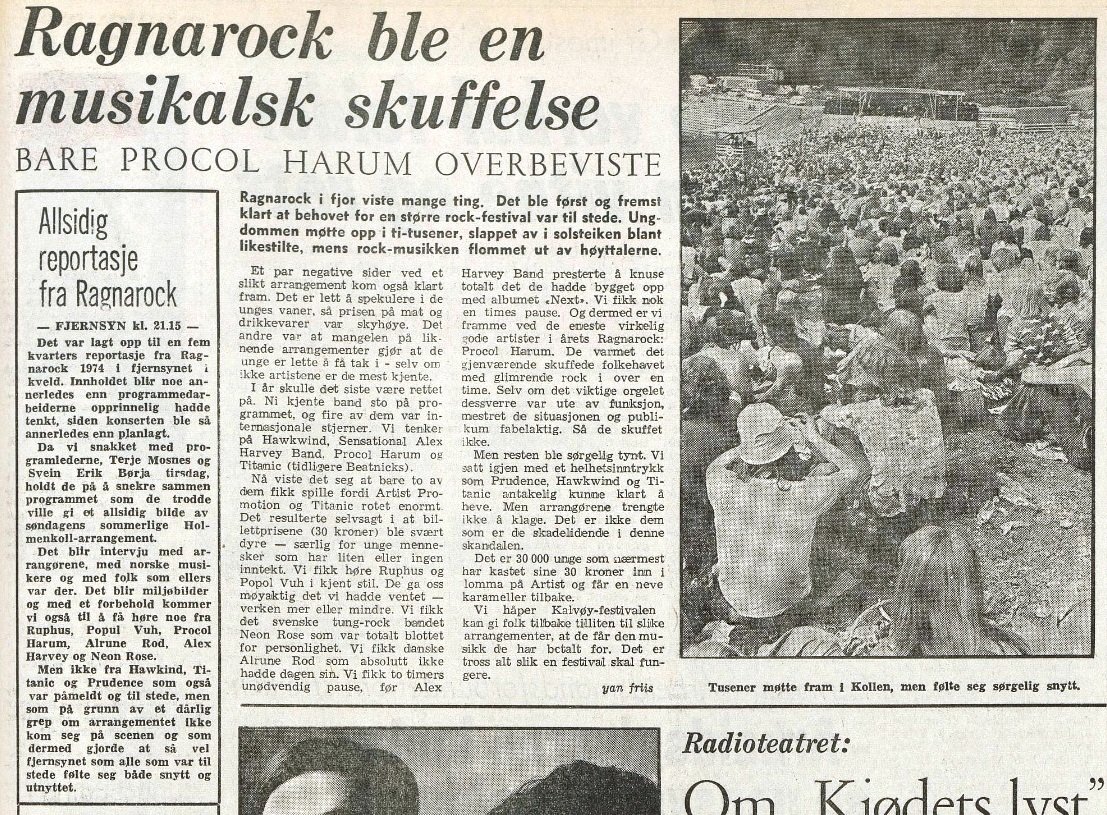 Ragnarock ble en
musikalsk skuffelse
BARE PROCOL HARUM OVERBEVISTE
Allsidig
reportasje
fra Ragnarock
— FJERNSYN kl. 21.15 —
Det var lagt opp til en fem
kvarters reportasje fra Rag-
narock 1974 i fjernsynet i
kveld. Innholdet blir noe an-
nerledes enn programmedar-
beiderne opprinnelig hadde
tenkt, siden konserten ble så
annerledes enn planlagt.
Da vi snakket med pro-
gramlederne, Terje Mosnes og
Svein Erik Børja tirsdag,
holdt de på å snekre sammen
programmet som de trodde
ville gi et allsidig bilde av
søndagens sommerlige Hol-
menkoll-arrangement.
Det blir intervju med ar-
rangørene, med norske musi-
kere og med folk som ellers
var der. Det blir miljøbilder
og med et forbehold kommer
vi også til å få høre noe fra
Ruphus, Popul Vuh, Procol
Harum, Alrune Rod, Alex
Harvey og Neon Rose.
Men ikke fra Hawkind, Ti-
tanic og Prudence som også
var påmeldt og til stede, men
som på grunn av et dårlig
grep om arrangementet ikke
kom seg på scenen og som
dermed gjorde at så vel
fjernsynet som alle som var til
stede følte seg både snytt og
utnyttet.
Ragnarock i fjor viste mange ting. Det ble først og fremst
klart at behovet for en større rock-festival var til stede. Ung-
dommen møtte opp i ti-tusener, slappet av i solsteiken blant
likestilte, mens rock-musikken flommet ut av høyttalerne.
Et par negative sider ved et
slikt arrangement kom også klart
fram. Det er lett å spekulere i de
unges vaner, så prisen på mat og
drikkevarer var skyhøye. Det
andre var at mangelen på lik-
nende arrangementer gjør at de
unge er lette å få tak i - selv om
ikke artistene er de mest kjente.
I år skulle det siste være rettet
på. Ni kjente band sto på pro-
grammet, og fire av dem var in-
ternasjonale stjerner. Vi tenker
på Hawkwind, Sensational Alex
Harvey Band, Procol Harum og
Titanic (tidligere Beatnicks).
Nå viste det seg at bare to av
dem fikk spille fordi Artist Pro-
motion og Titanic rotet enormt.
Det resulterte selvsagt i at bil-
lettprisene (30 kroner) ble svært
dyre — særlig for unge menne-
sker som har liten eller ingen
inntekt. Vi fikk høre Ruphus og
Popol Vuh i kjent stil. De ga oss
møyaktig det vi hadde ventet —
verken mer eller mindre. Vi fikk
det svenske tung-rock bandet
Neon Rose som var totalt blottet
for personlighet. Vi fikk danske
Alrune Rod som absolutt ikke
hadde dagen sin. Vi fikk to timers
unødvendig pause, før Alex
Harvey Band presterte å knuse
totalt det de hadde bygget opp
med albumet «Next». Vi fikk nok
en times pause. Og dermed er vi
framme ved de eneste virkelig
gode artister i årets Ragnarock:
Procol Harum. De varmet det
gjenværende skuffede folkehavet
med glimrende rock i over en
time. Selv om det viktige orgelet
dessverre var ute av funksjon,
mestret de situasjonen og publi-
kum fabelaktig. Så de skuffet
ikke.
Men resten ble sørgelig tynt. Vi
satt igjen med et helhetsinntrykk
som Prudence, Hawkwind og Ti-
tanic antakelig kunne klart å
heve. Men arrangørene trengte
ikke å klage. Det er ikke dem
som er de skadelidende i denne
skandalen.
Det er 30 000 unge som nærmest
har kastet sine 30 kroner inn i
lomma på Artist og får en neve
karameller tilbake.
Vi håper Kalvøy-festivalen
kan gi folk tilbake tilliten til slike
arrangementer, at de får den mu-
sikk de har betalt for. Det er
tross alt slik en festival skal fun-
gere.
yan friis
Tusener møtte fram i Kollen, men følte seg sørgelig snytt.
Radioteatret:
Om „Kjødets lyst”